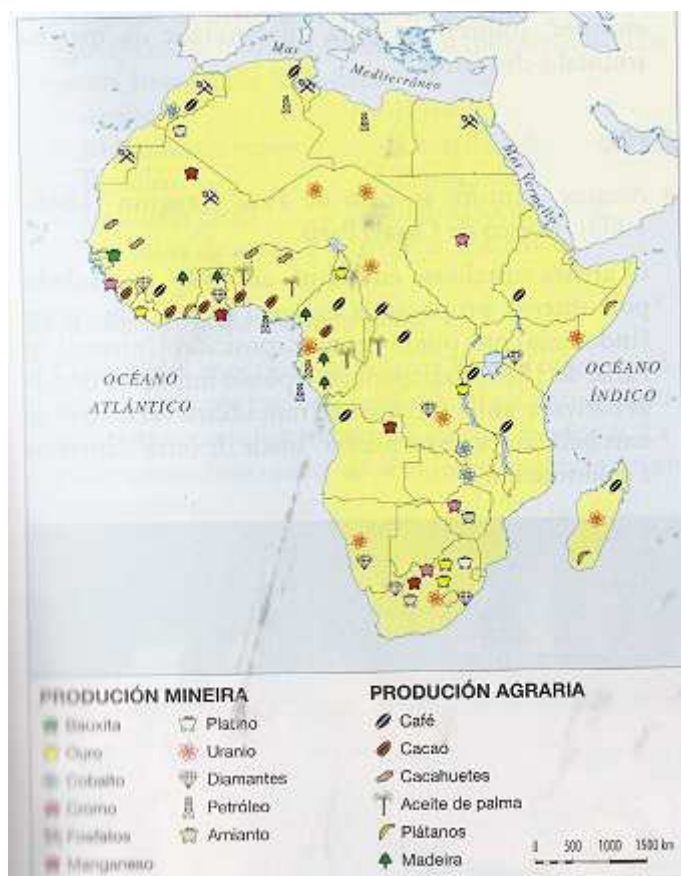 Mar
Mediterráneo
Mar Vermello
OCÉANO
ATLÁNTICO
OCÉANO
ÍNDICO
PRODUCIÓN MINEIRA
Bauxita
Ouro
Cobalto
Cromo
Fosfatos
Manganeso
Platino
Uranio
Diamantes
Petróleo
Amianto
PRODUCIÓN AGRARIA
Café
Cacao
Cacahuetes
Aceite de palma
Plátanos
Madeira
0 500 1000 1500 km